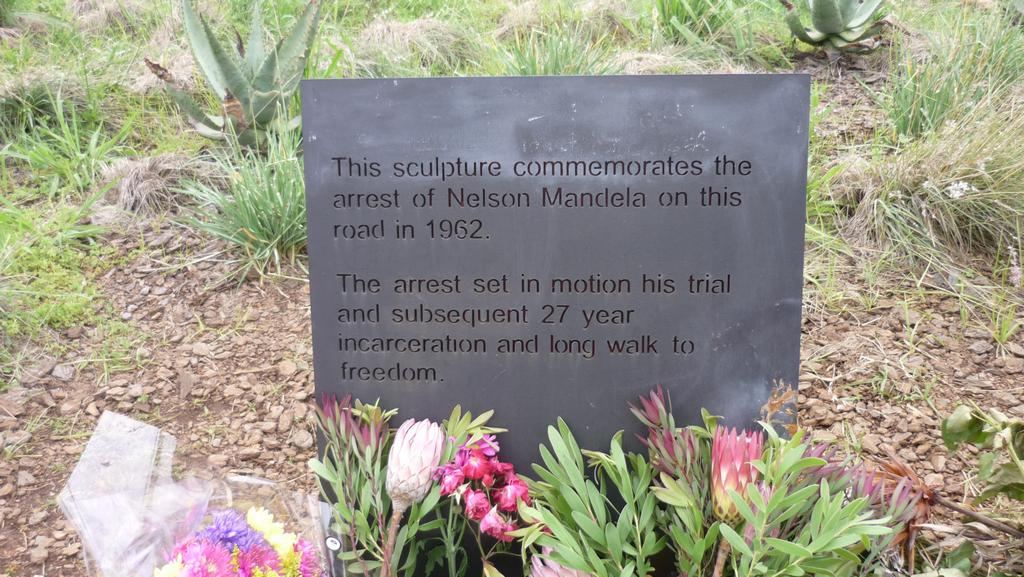 This sculpture commemorates the
arrest of Nelson Mandela on this
road in 1962.
The arrest set in motion his trial
and subsequent 27 year
incarceration and long walk to
freedom.